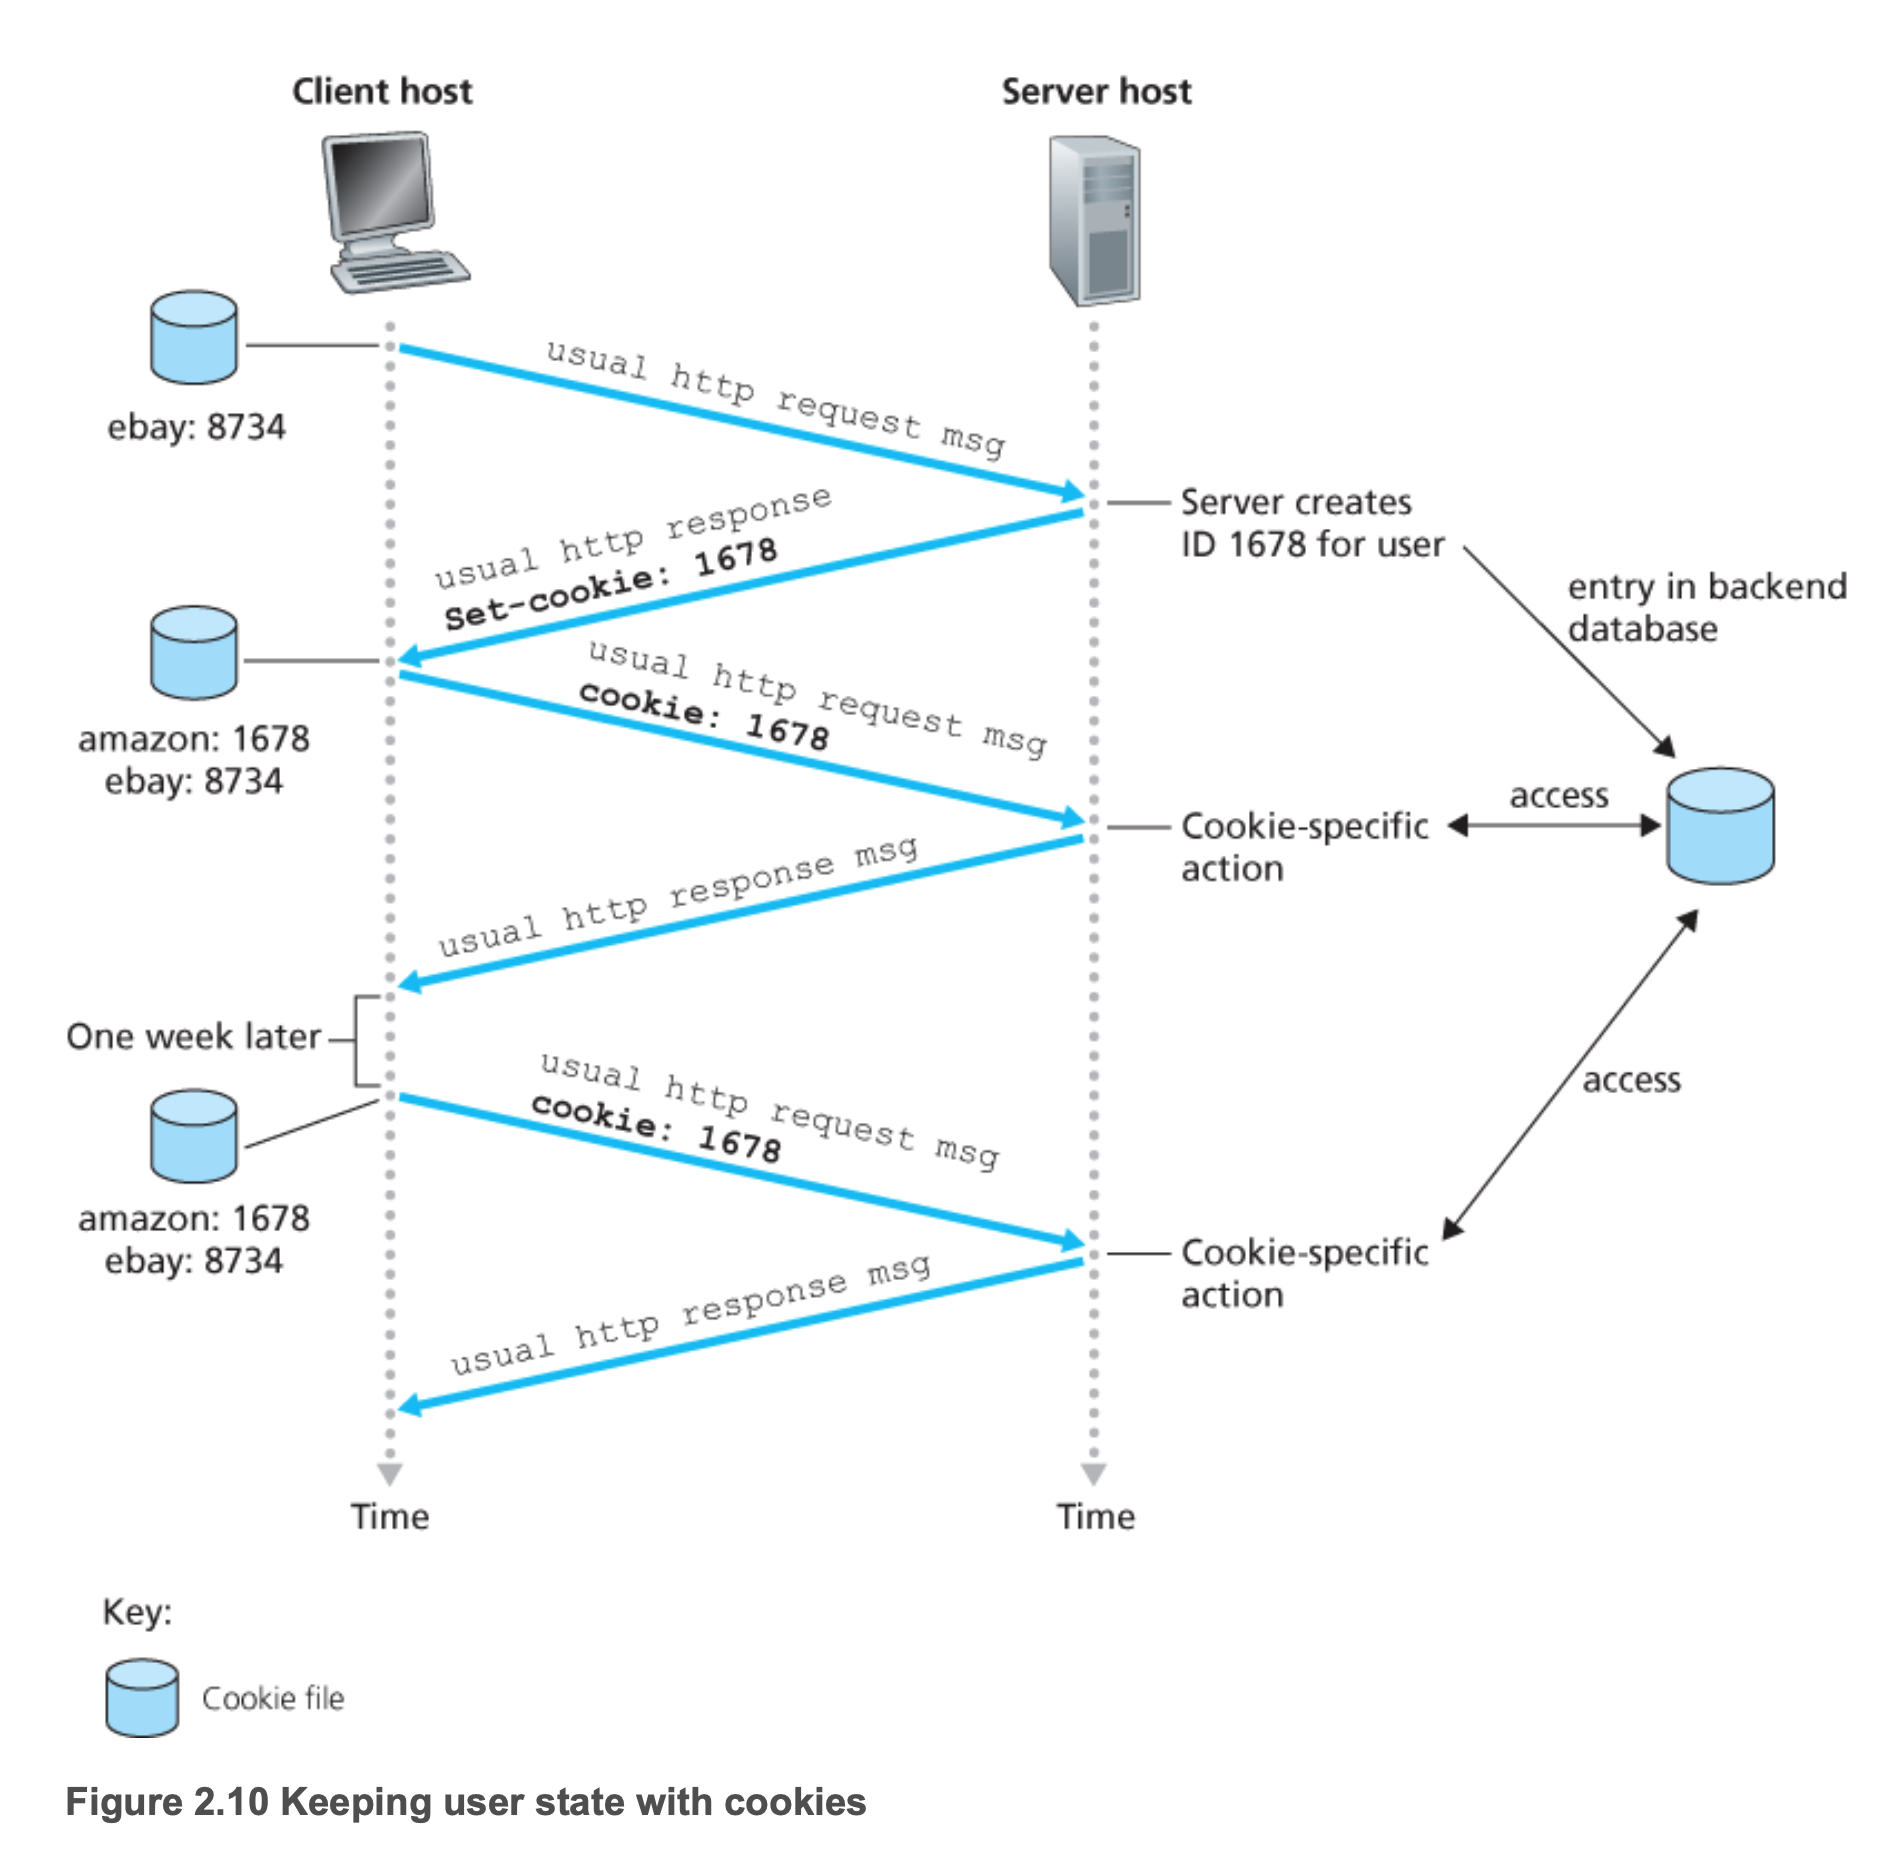 Client host
Server host
ebay: 8734
usual http request msg
Server creates
ID 1678 for user
entry in backend
database
usual http response
Set-cookie: 1678
amazon: 1678
ebay: 8734
usual http request msg
cookie: 1678
access
Cookie-specific
action
usual http response msg
One week later
usual http request msg
cookie: 1678
access
amazon: 1678
ebay: 8734
Cookie-specific
action
usual http response msg
Time
Time
Key:
Cookie file
Figure 2.10 Keeping user state with cookies